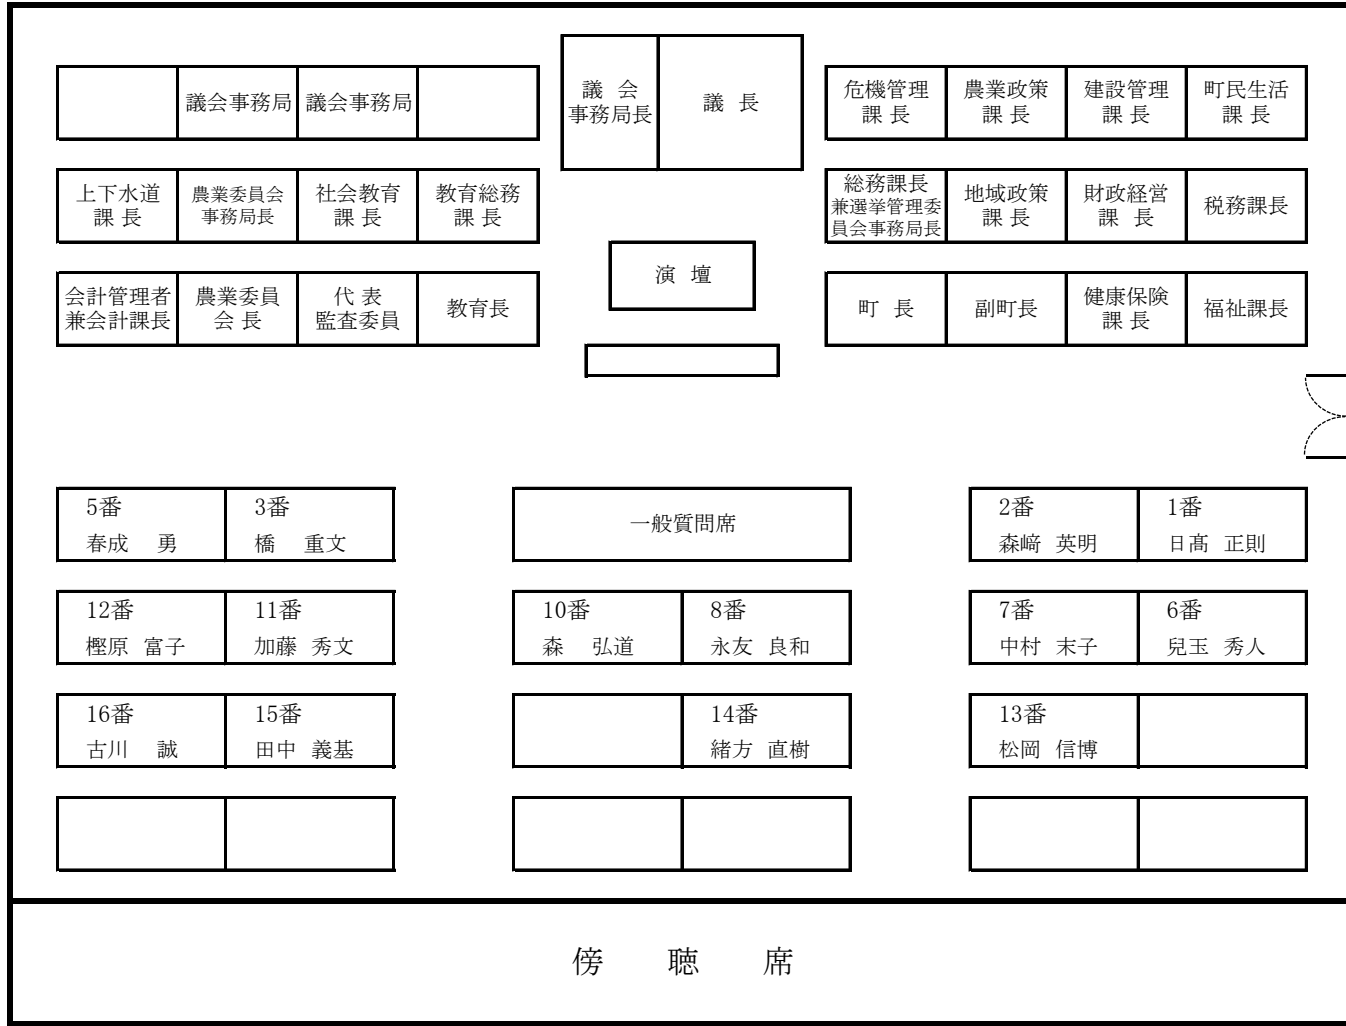 議 会
事務局長
議 長
議会事務局
議会事務局
危機管理
課 長
農業政策
課 長
建設管理
課 長
町民生活
課 長
上下水道
課 長
農業委員会
事務局長
社会教育
課 長
教育総務
課 長
総務課長
兼選挙管理委
員会事務局長
地域政策
課 長
財政経営
課 長
税務課長
演 壇
会計管理者
兼会計課長
農業委員
会 長
代 表
監査委員
教育長
町 長
副町長
健康保険
課 長
福祉課長
5番
春成 勇
3番
橋 重文
一般質問席
2番
森﨑 英明
1番
日髙 正則
12番
樫原 富子
11番
加藤 秀文
10番
森 弘道
8番
永友 良和
7番
中村 末子
6番
兒玉 秀人
16番
古川 誠
15番
田中 義基
14番
緒方 直樹
13番
松岡 信博
傍 聴 席